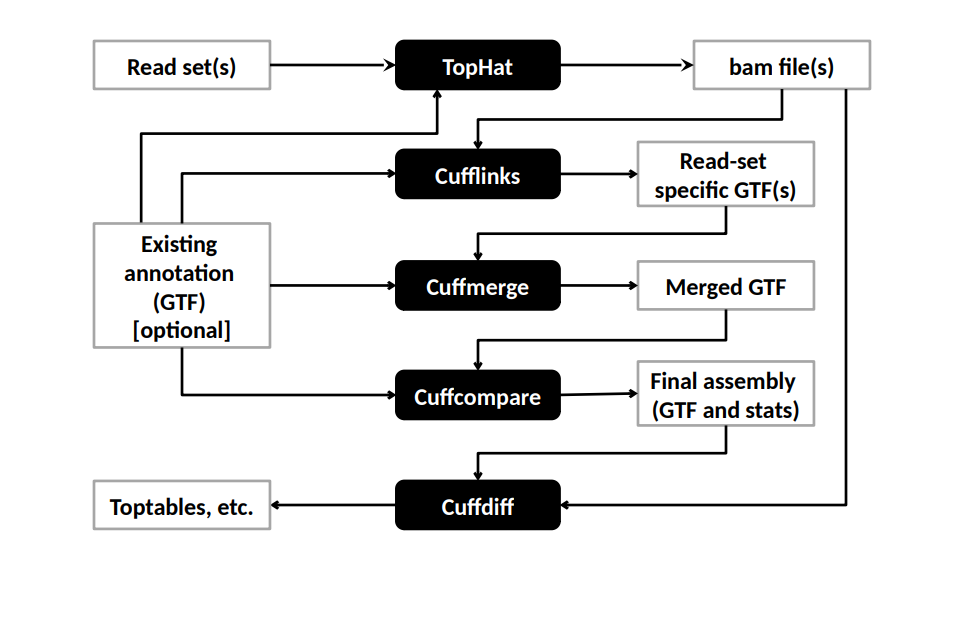 Read set(s)
TopHat
bam file(s)
Cufflinks
Read-set
specific GTF(s)
Existing
annotation
(GTF)
[optional]
Cuffmerge
Merged GTF
Cuffcompare
Final assembly
(GTF and stats)
Toptables, etc.
Cuffdiff